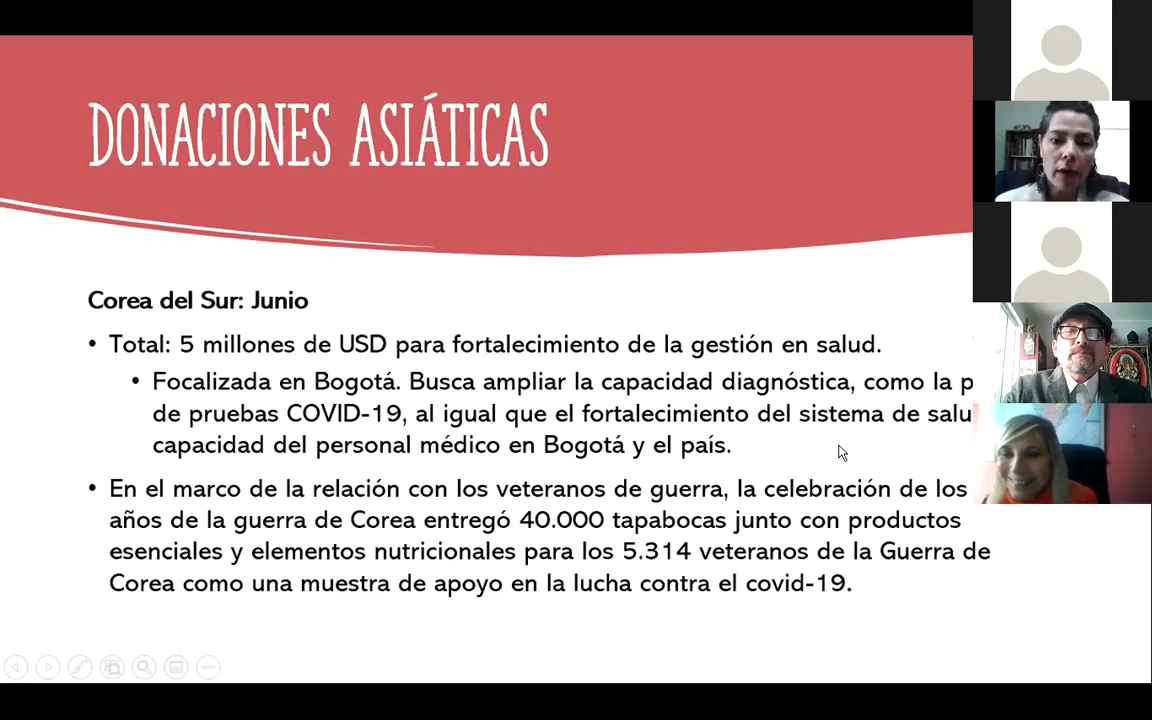 DONACIONES ASIÁTICAS
Corea del Sur: Junio
• Total: 5 millones de USD para fortalecimiento de la gestión en salud.
• Focalizada en Bogotá. Busca ampliar la capacidad diagnóstica, como la
de pruebas COVID-19, al igual que el fortalecimiento del sistema de
capacidad del personal médico en Bogotá y el país.
• En el marco de la relación con los veteranos de guerra, la celebración de los
años de la guerra de Corea entregó 40.000 tapabocas junto con productos
esenciales y elementos nutricionales para los 5.314 veteranos de la Guerra de
Corea como una muestra de apoyo en la lucha contra el covid-19.